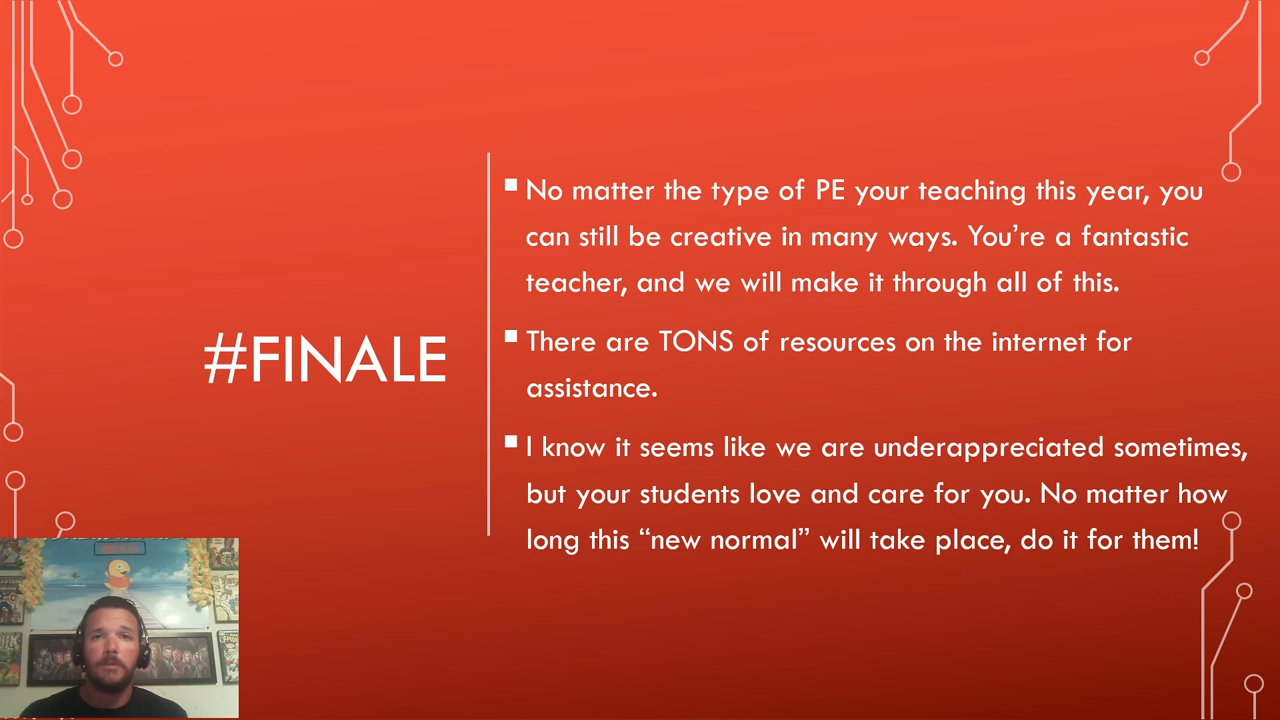 #FINALE
No matter the type of PE your teaching this year, you
can still be creative in many ways. You’re a fantastic
teacher, and we will make it through all of this.
There are TONS of resources on the internet for
assistance.
I know it seems like we are underappreciated sometimes,
but your students love and care for you. No matter how
long this “new normal” will take place, do it for them!